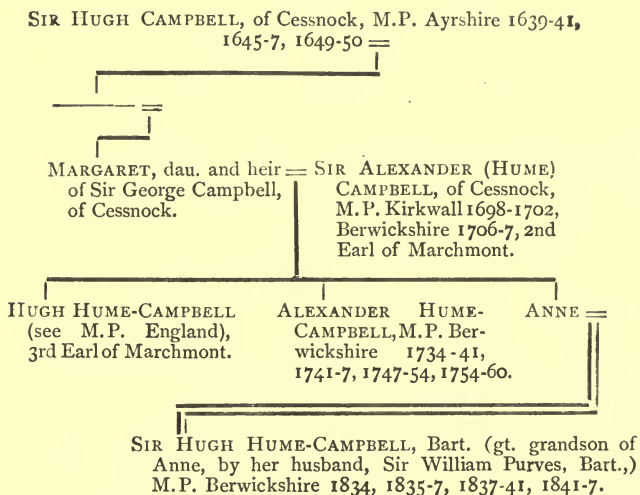 SIR HUGH CAMPBELL, of Cessnock, M.P. Ayrshire 1639-41,
1645-7, 1649-50 =
MARGARET, dau. and heir = SIR ALEXANDER (HUME)
of Sir George Campbell,
of Cessnock.
CAMPBELL, of Cessnock,
M.P. Kirkwall 1698-1702,
Berwickshire 1706-7, 2nd
Earl of Marchmont.
HUGH HUME-CAMPBELL
(see M.P. England),
3rd Earl of Marchmont.
ALEXANDER HUME-
CAMPBELL, M.P. Ber-
wickshire 1734-41,
1741-7, 1747-54, 1754-60.
ANNE =
SIR HUGH HUME-CAMPBELL, Bart. (gt. grandson of
Anne, by her husband, Sir William Purves, Bart.,)
M.P. Berwickshire 1834, 1835-7, 1837-41, 1841-7.